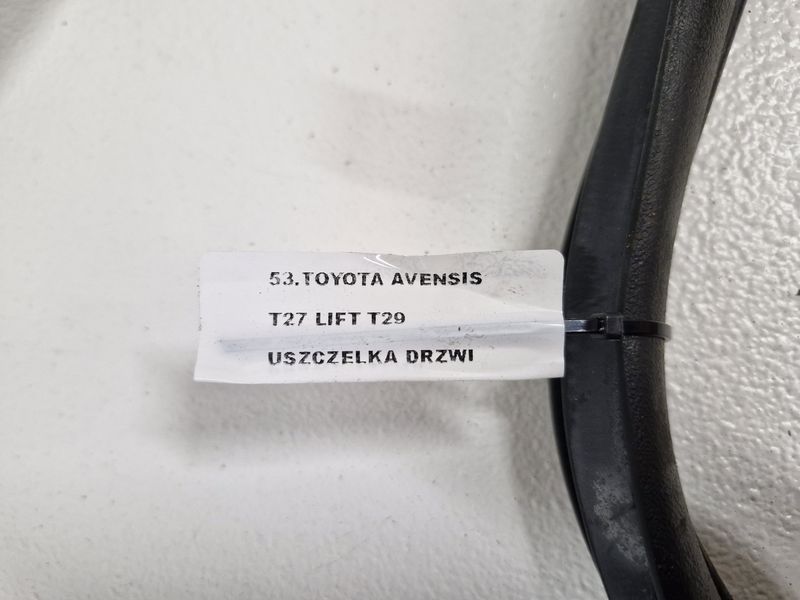 53.TOYOTA AVENSIS
T27 LIFT T29
USZCZELKA DRZWI